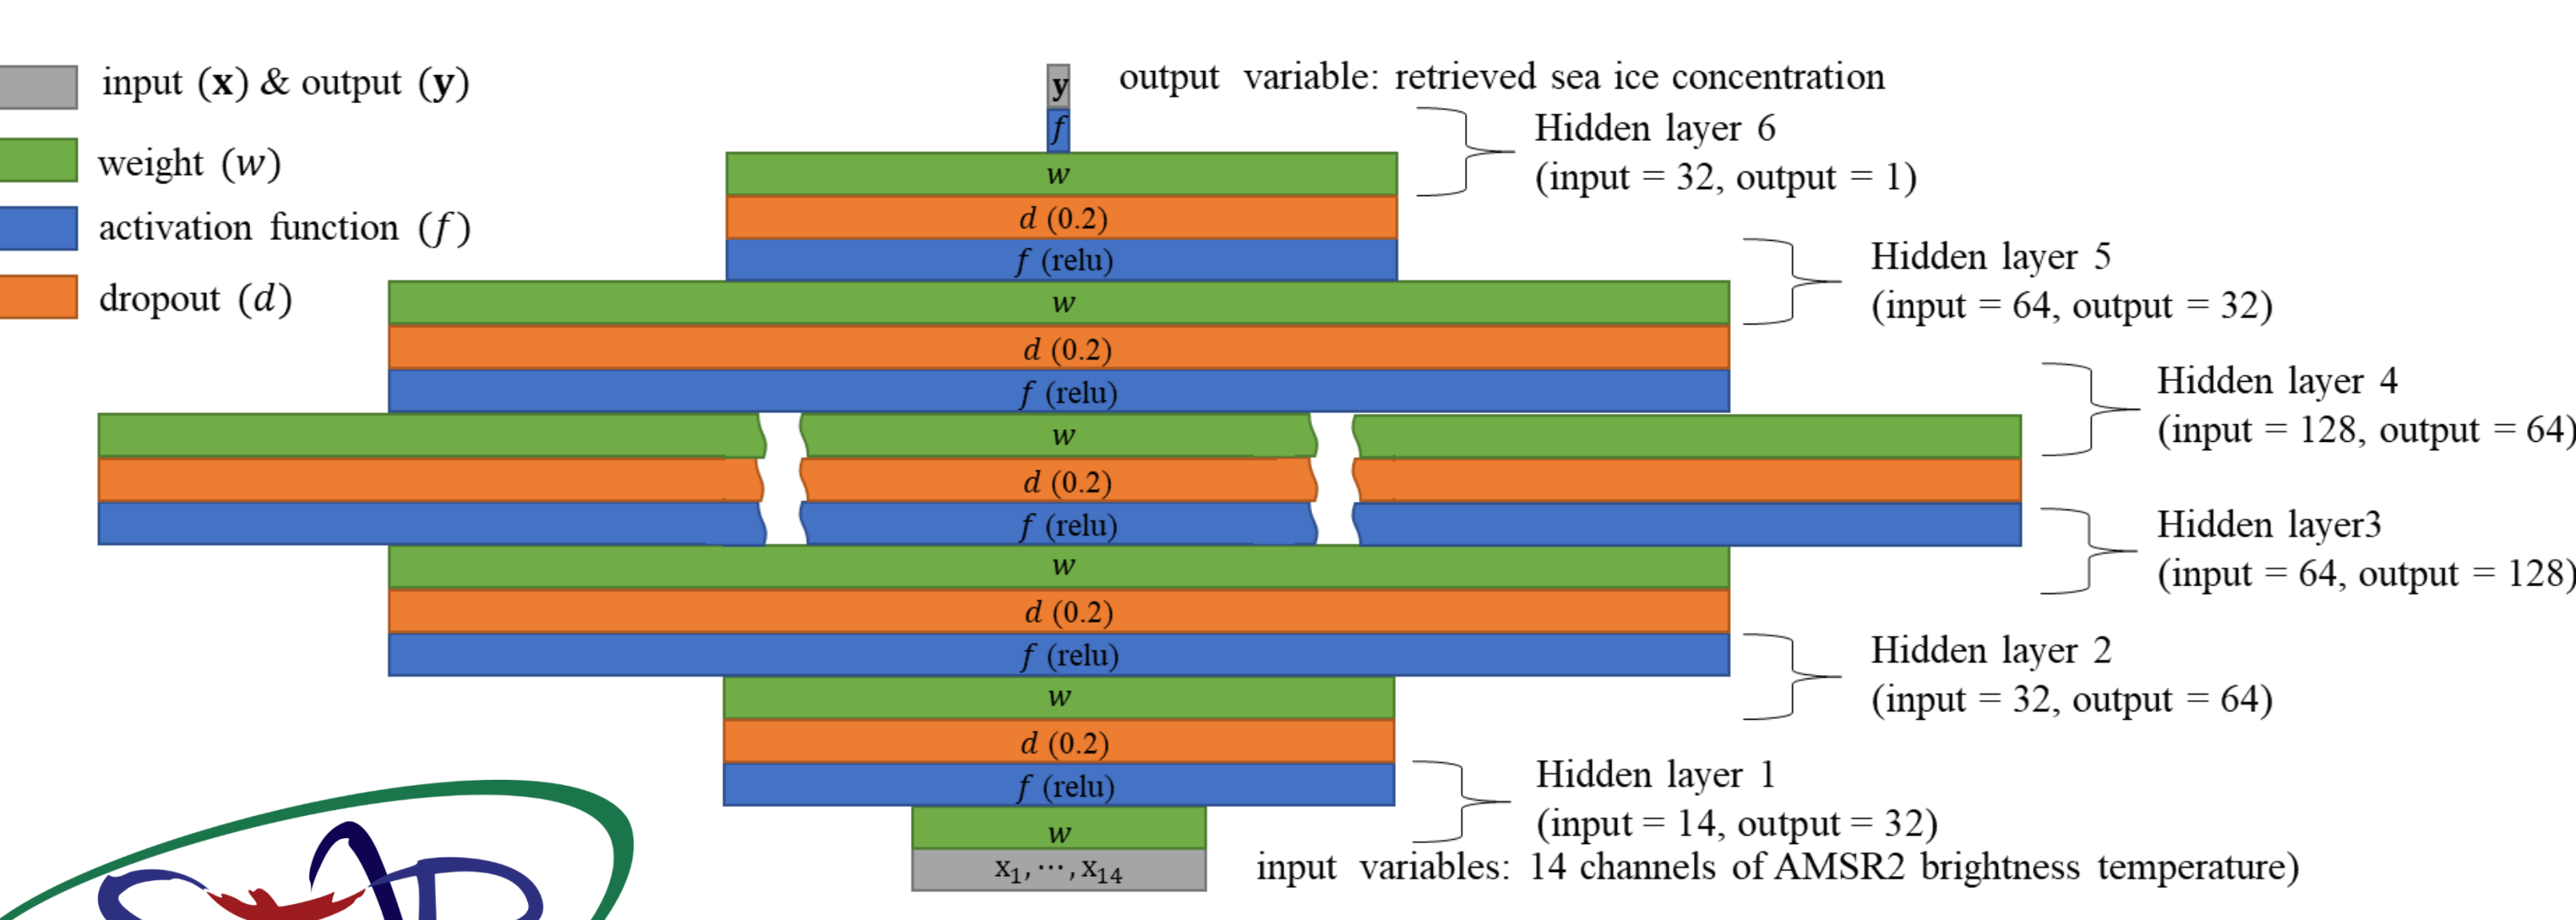 input (x) & output (y)
weight (w)
activation function (f)
dropout (d)
y
output variable: retrieved sea ice concentration
f
Hidden layer 6
(input = 32, output = 1)
w
d (0.2)
f (relu)
Hidden layer 5
(input = 64, output = 32)
w
d (0.2)
f (relu)
Hidden layer 4
(input = 128, output = 64)
w
d (0.2)
f (relu)
Hidden layer3
(input = 64, output = 128)
w
d (0.2)
f (relu)
Hidden layer 2
(input = 32, output = 64)
w
d (0.2)
f (relu)
Hidden layer 1
(input = 14, output = 32)
w
x₁, ⋯ , x₁₄
input variables: 14 channels of AMSR2 brightness temperature)